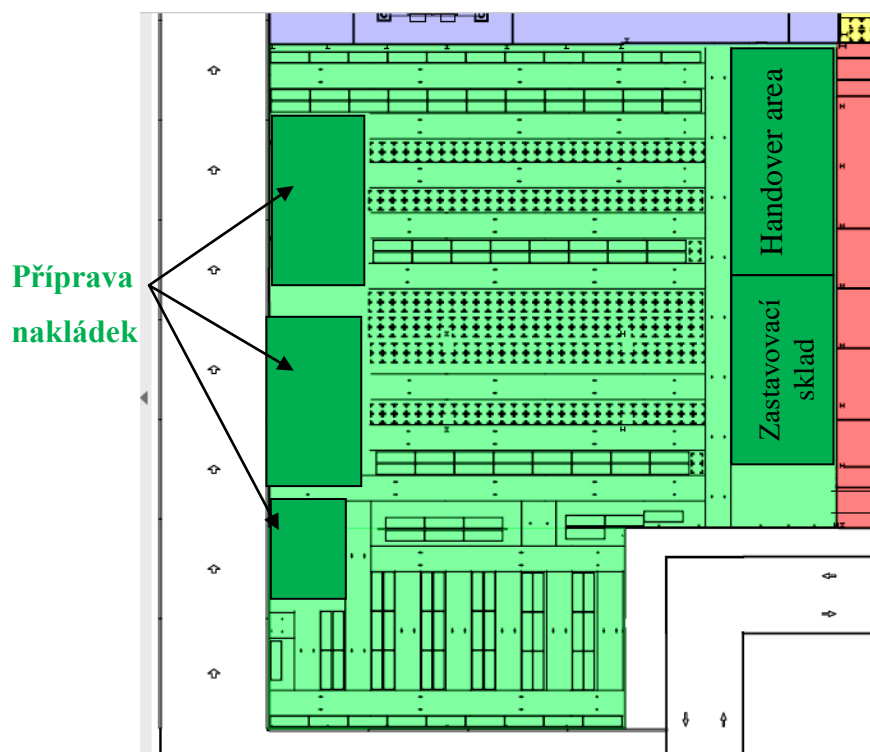 Příprava
nakládek
Handover area
Zastavovací
sklad